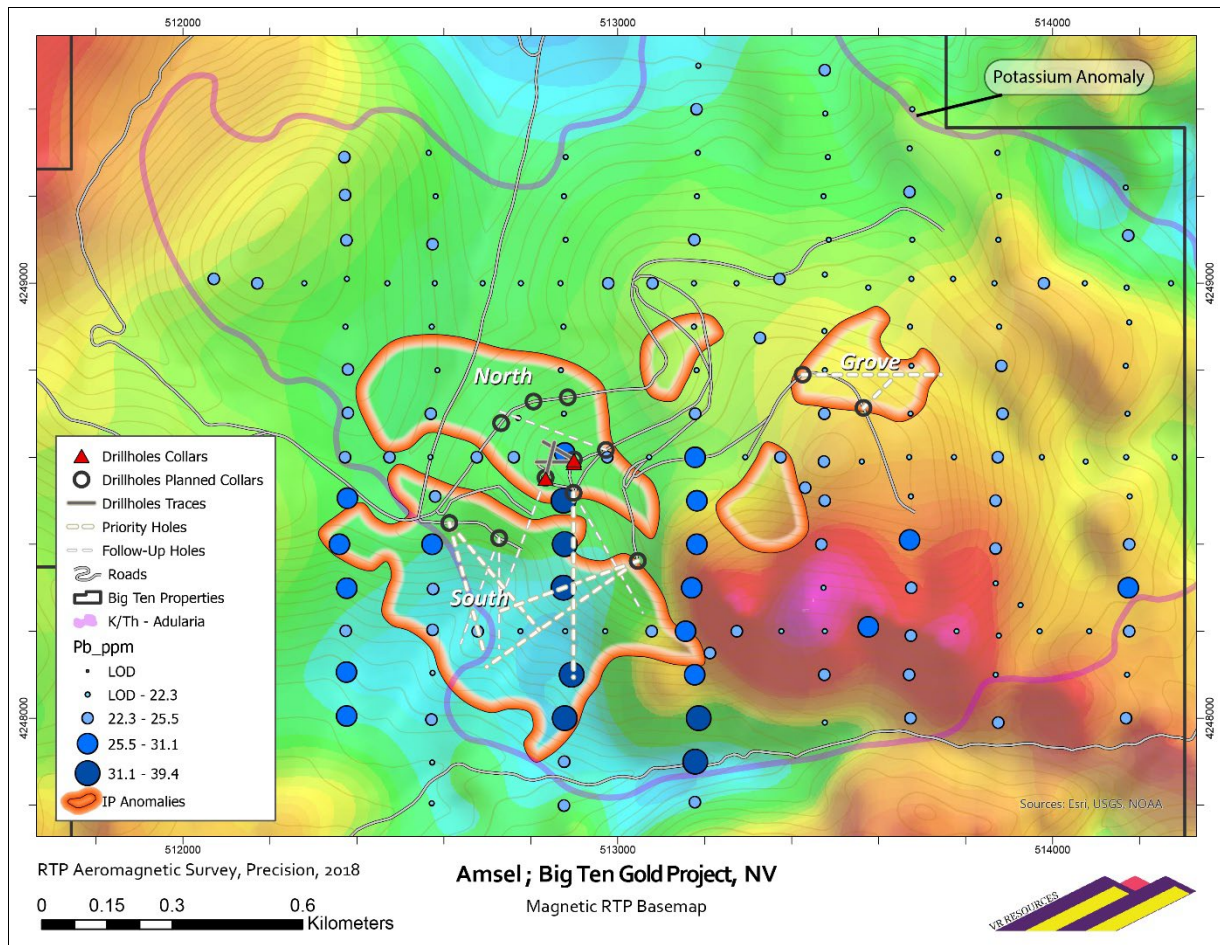 512000
513000
514000
Potassium Anomaly
4249000
4249000
North
Grove
South
Drillholes Collars
Drillholes Planned Collars
Drillholes Traces
Priority Holes
Follow-Up Holes
Roads
Big Ten Properties
K/Th - Adularia
Pb_ppm
LOD
LOD - 22.3
22.3 - 25.5
25.5 - 31.1
31.1 - 39.4
IP Anomalies
4248000
4248000
Sources: Esri, USGS, NOAA
512000
513000
514000
RTP Aeromagnetic Survey, Precision, 2018
Amsel ; Big Ten Gold Project, NV
Magnetic RTP Basemap
0 0.15 0.3 0.6
Kilometers
VR RESOURCES